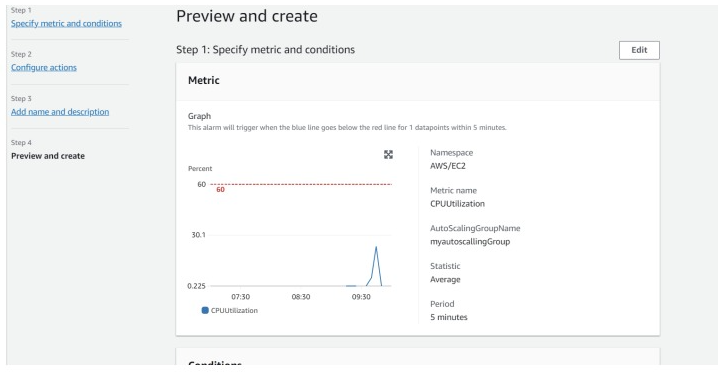 Step 1
Specify metric and conditions
Step 2
Configure actions
Step 3
Add name and description
Step 4
Preview and create
Preview and create
Step 1: Specify metric and conditions
Edit
Metric
Graph
This alarm will trigger when the blue line goes below the red line for 1 datapoints within 5 minutes.
Percent
60
60
30.1
0.225
07:30
08:30
09:30
CPUUtilization
Namespace
AWS/EC2
Metric name
CPUUtilization
AutoScalingGroupName
myautoscallingGroup
Statistic
Average
Period
5 minutes
Conditions